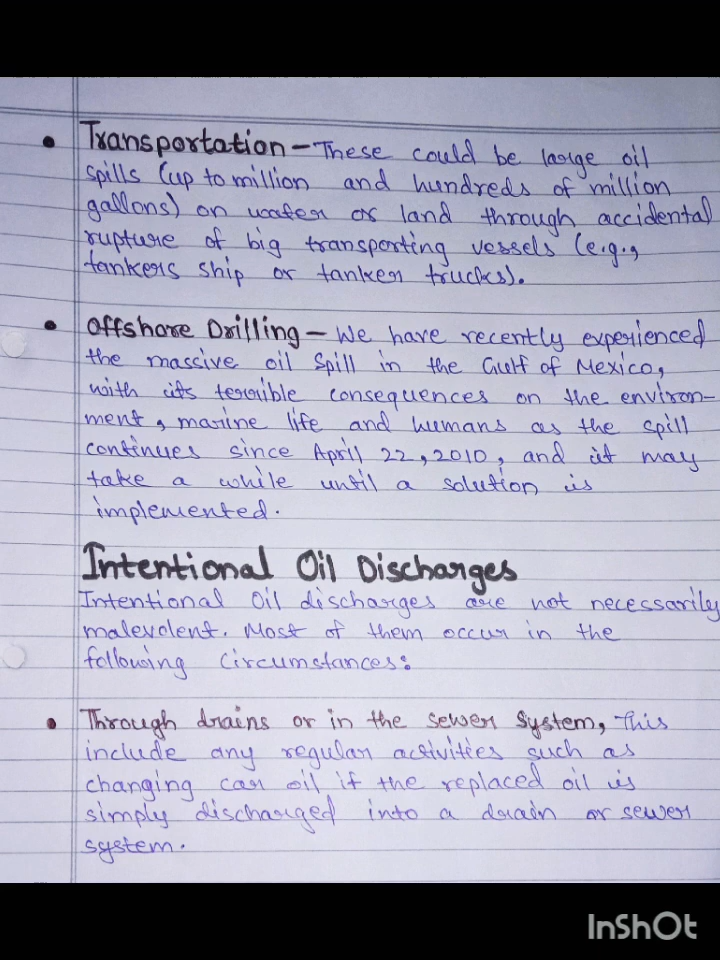 • Transportation - These could be large oil
spills (up to million and hundreds of million
gallons) on water or land through accidental
rupture of big transporting vessels (e.g.,
tankers ship or tanker trucks).
• Offshore Drilling - We have recently experienced
the massive oil spill in the Gulf of Mexico,
with its terrible consequences on the environ-
ment, marine life and humans as the spill
continues since April 22, 2010, and it may
take a while until a solution is
implemented.
Intentional Oil Discharges
Intentional Oil discharges are not necessarily
malevolent. Most of them occur in the
following Circumstances:
• Through drains or in the sewer System, This
include any regular activities such as
changing car oil if the replaced oil is
simply discharged into a drain or sewer
system.
InShOt